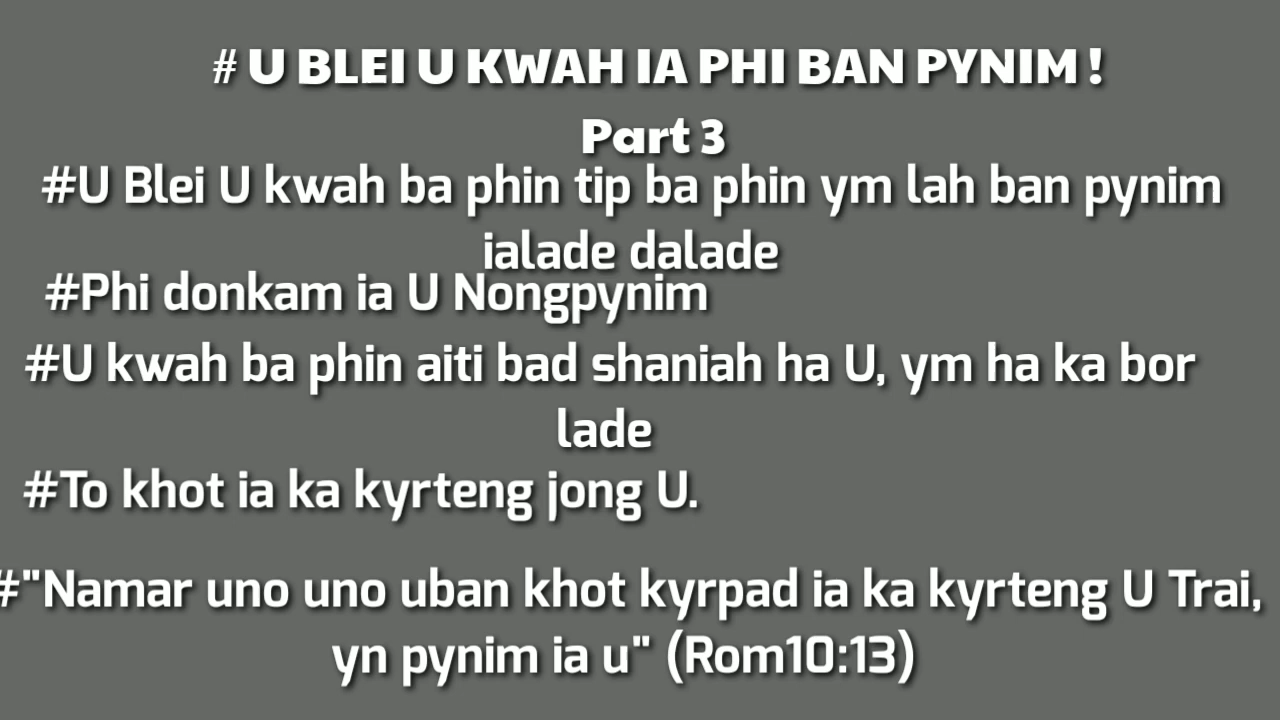 # U BLEI U KWAH IA PHI BAN PYNIM !
Part 3
#U Blei U kwah ba phin tip ba phin ym lah ban pynim
ialade dalade
#Phi donkam ia U Nongpynim
#U kwah ba phin aiti bad shaniah ha U, ym ha ka bor
lade
#To khot ia ka kyrteng jong U.
#"Namar uno uno uban khot kyrpad ia ka kyrteng U Trai,
yn pynim ia u" (Rom10:13)